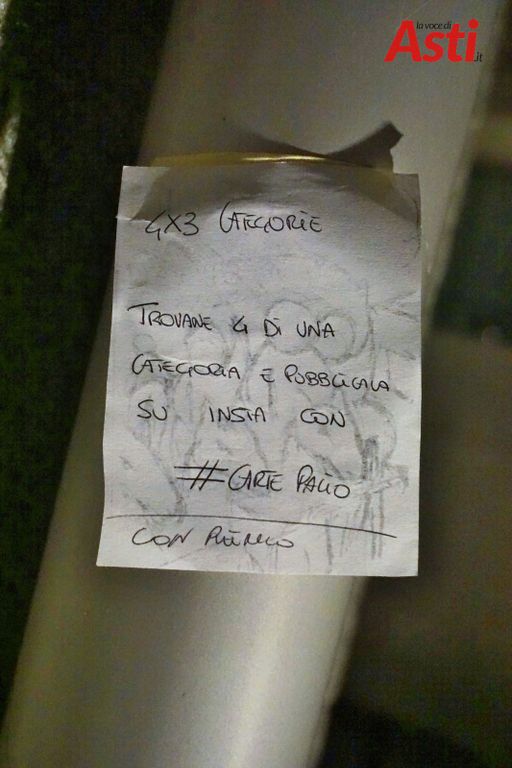 la voce di
Asti.it
4X3 CATEGORIE
TROVANE 4 DI UNA
CATEGORIA E PUBBLICALA
SU INSTA CON
#CARTE PALIO
CON PREMIO